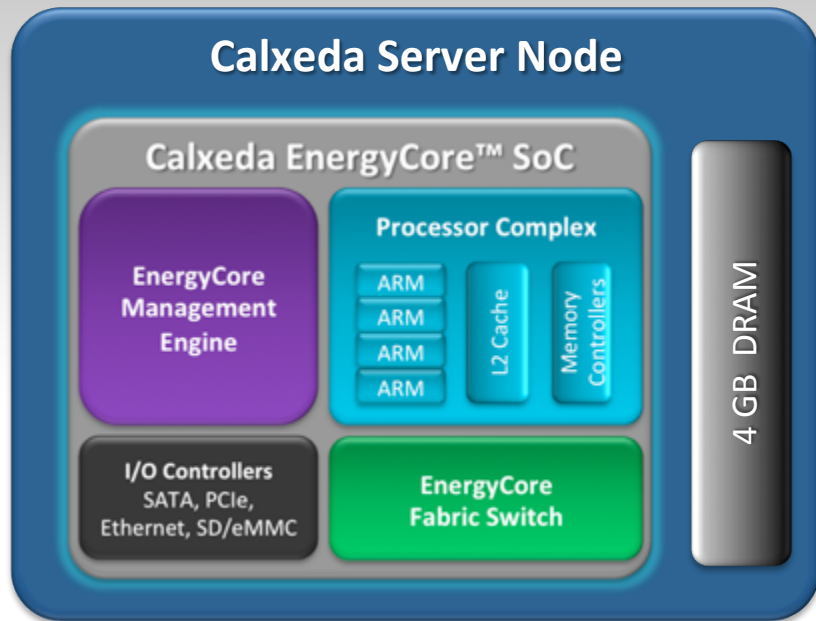 Calxeda Server Node
Calxeda EnergyCore™ SoC
EnergyCore
Management
Engine
Processor Complex
ARM
ARM
ARM
ARM
L2 Cache
Memory
Controllers
I/O Controllers
SATA, PCIe,
Ethernet, SD/eMMC
EnergyCore
Fabric Switch
4 GB DRAM